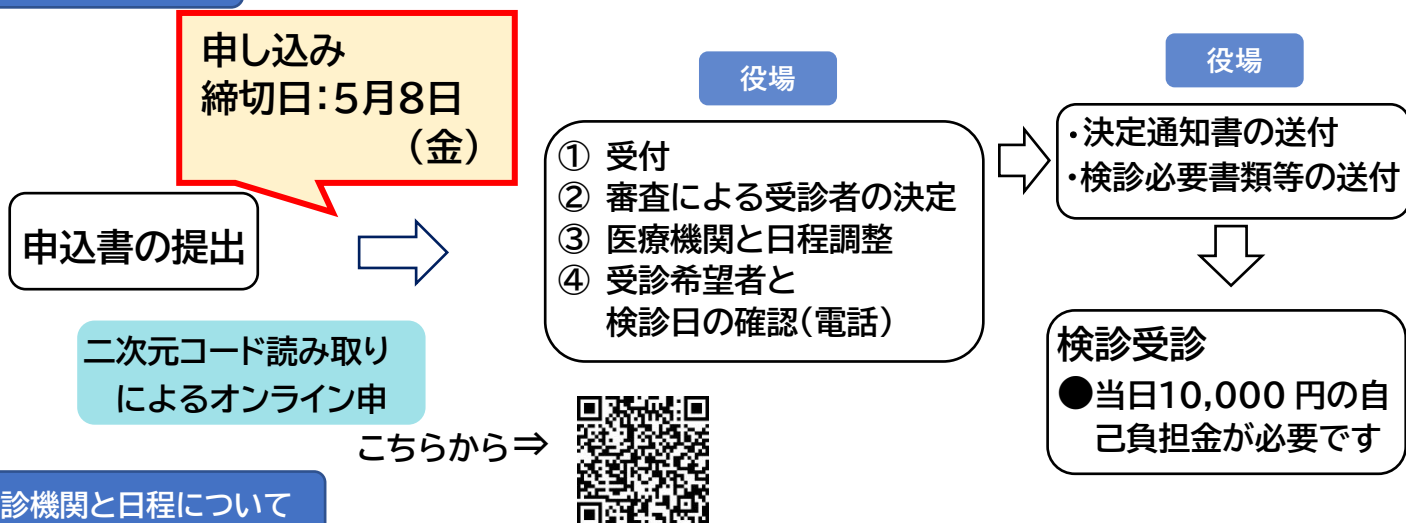 申し込み
締切日：5月8日
（金）
申込書の提出
二次元コード読み取り
によるオンライン申
こちらから⇒
役場
① 受付
② 審査による受診者の決定
③ 医療機関と日程調整
④ 受診希望者と
検診日の確認（電話）
役場
・決定通知書の送付
・検診必要書類等の送付
検診受診
●当日10,000 円の自
己負担金が必要です
診機関と日程について